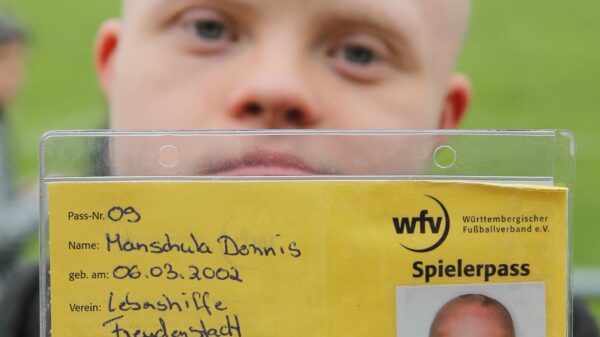 Pass-Nr. 09
Name: Manschula Dennis
geb. am: 06.03.2002
Verein: Lebenshilfe
Freudenstadt
wfv Württembergischer
Fußballverband e.V.
Spielerpass